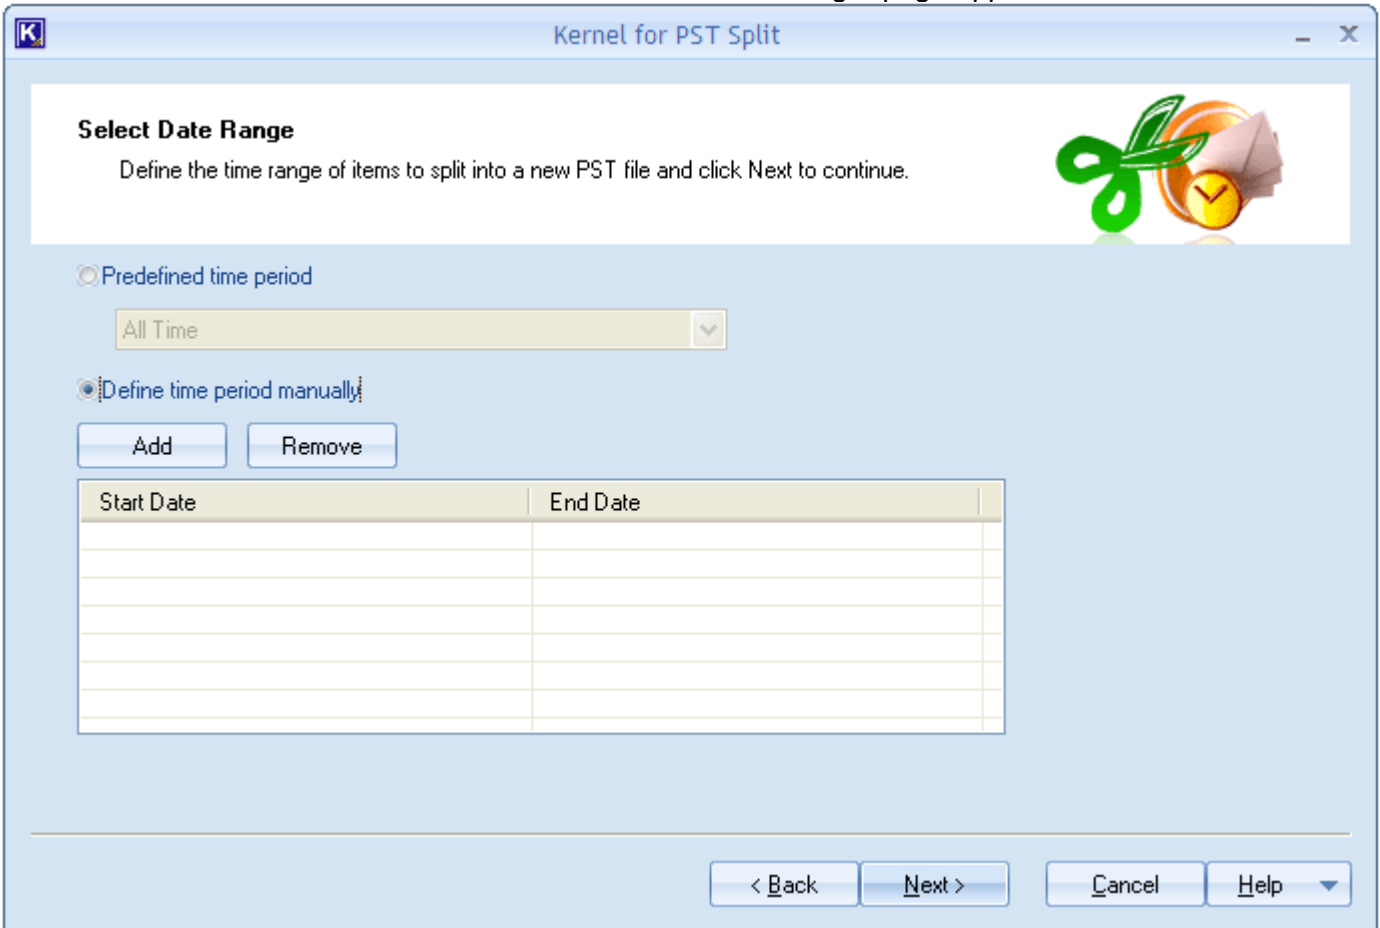 Kernel for PST Split
Select Date Range
Define the time range of items to split into a new PST file and click Next to continue.
Predefined time period
All Time
Define time period manually
Add Remove
Start Date End Date
< Back Next > Cancel Help